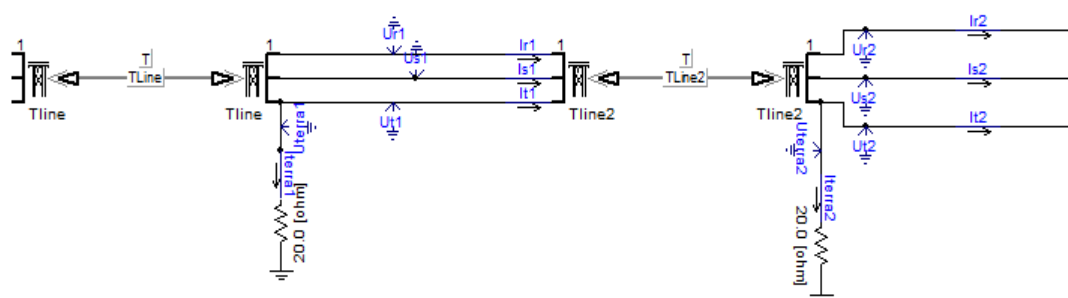 1
T
TLine
Tline
1
Tline
Ur1
Us1
Ut1
Ir1
Is1
It1
Uterra1
Iterra1
20.0 [ohm]
1
Tline2
T
TLine2
1
Tline2
Ur2
Us2
Ut2
Ir2
Is2
It2
Uterra2
Iterra2
20.0 [ohm]